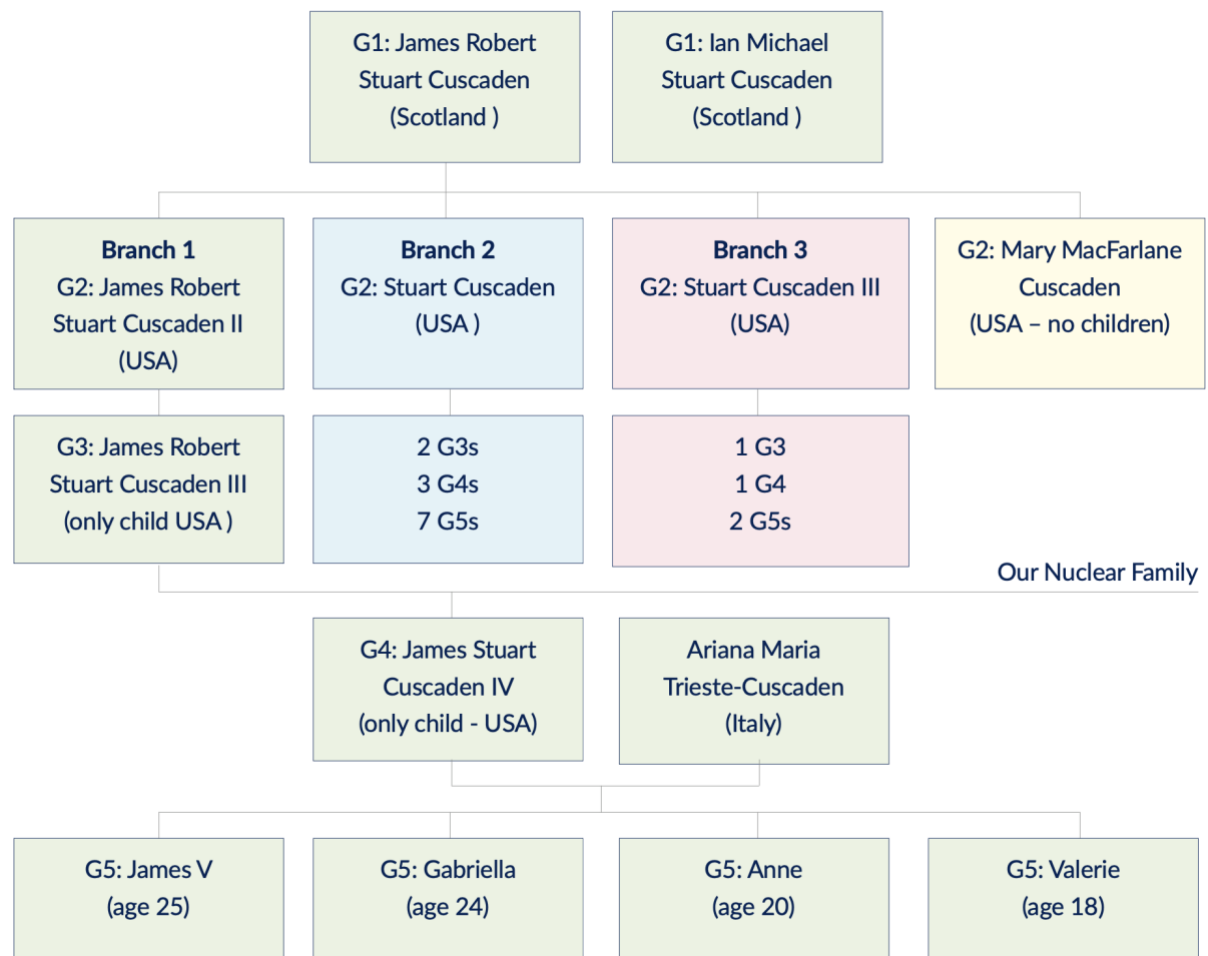 G1: James Robert
Stuart Cuscaden
(Scotland )
G1: Ian Michael
Stuart Cuscaden
(Scotland )
Branch 1
G2: James Robert
Stuart Cuscaden II
(USA)
Branch 2
G2: Stuart Cuscaden
(USA )
Branch 3
G2: Stuart Cuscaden III
(USA)
G2: Mary MacFarlane
Cuscaden
(USA – no children)
G3: James Robert
Stuart Cuscaden III
(only child USA )
2 G3s
3 G4s
7 G5s
1 G3
1 G4
2 G5s
Our Nuclear Family
G4: James Stuart
Cuscaden IV
(only child - USA)
Ariana Maria
Trieste-Cuscaden
(Italy)
G5: James V
(age 25)
G5: Gabriella
(age 24)
G5: Anne
(age 20)
G5: Valerie
(age 18)